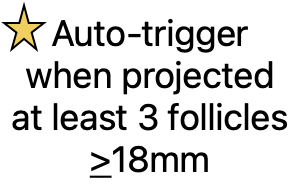 Auto-trigger
when projected
at least 3 follicles
≥18mm